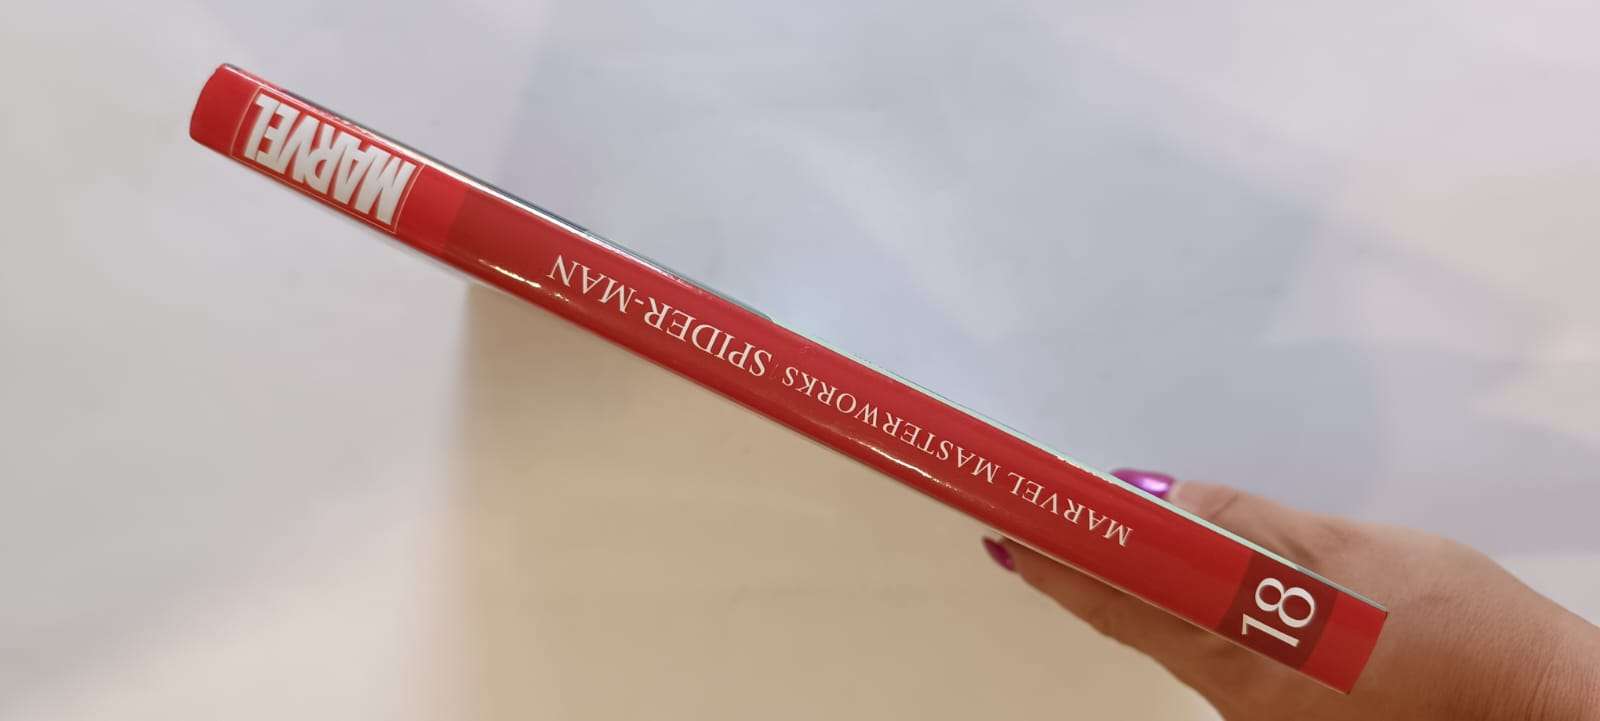 18
MARVEL MASTERWORKS SPIDER-MAN
MARVEL